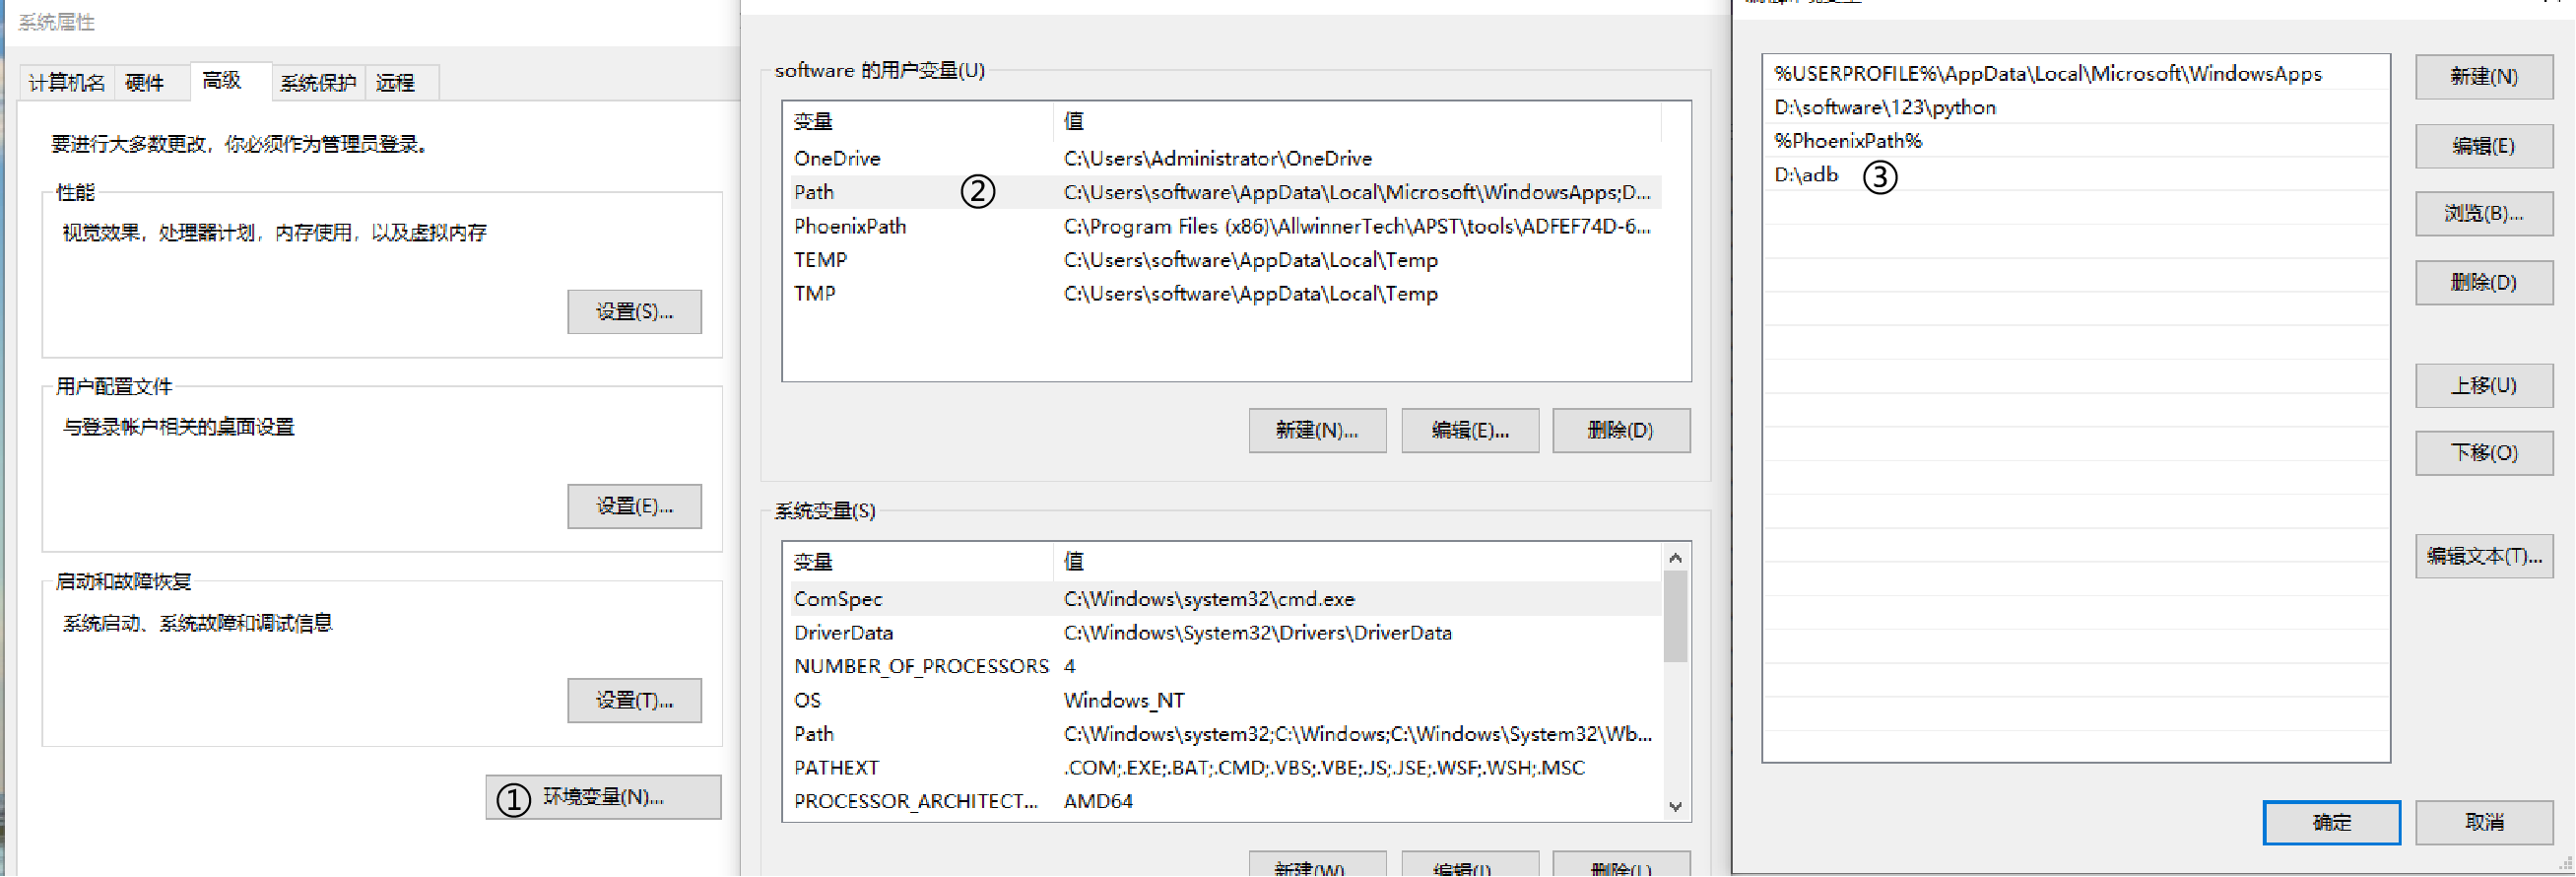 系统属性
计算机名 硬件 高级 系统保护 远程
要进行大多数更改，你必须作为管理员登录。
性能
视觉效果，处理器计划，内存使用，以及虚拟内存
设置(S)...
用户配置文件
与登录帐户相关的桌面设置
设置(E)...
启动和故障恢复
系统启动、系统故障和调试信息
设置(T)...
① 环境变量(N)...
software 的用户变量(U)
变量 值
OneDrive C:\Users\Administrator\OneDrive
Path ② C:\Users\software\AppData\Local\Microsoft\WindowsApps;D...
PhoenixPath C:\Program Files (x86)\AllwinnerTech\APST\tools\ADFEF74D-6...
TEMP C:\Users\software\AppData\Local\Temp
TMP C:\Users\software\AppData\Local\Temp
新建(N)... 编辑(E)... 删除(D)
系统变量(S)
变量 值
ComSpec C:\Windows\system32\cmd.exe
DriverData C:\Windows\System32\Drivers\DriverData
NUMBER_OF_PROCESSORS 4
OS Windows_NT
Path C:\Windows\system32;C:\Windows;C:\Windows\System32\Wb...
PATHEXT .COM;.EXE;.BAT;.CMD;.VBS;.VBE;.JS;.JSE;.WSF;.WSH;.MSC
PROCESSOR_ARCHITECT... AMD64
新建(W)... 编辑(I)... 删除(L)
%USERPROFILE%\AppData\Local\Microsoft\WindowsApps
D:\software\123\python
%PhoenixPath%
D:\adb ③
新建(N)
编辑(E)
浏览(B)...
删除(D)
上移(U)
下移(O)
编辑文本(T)...
确定 取消